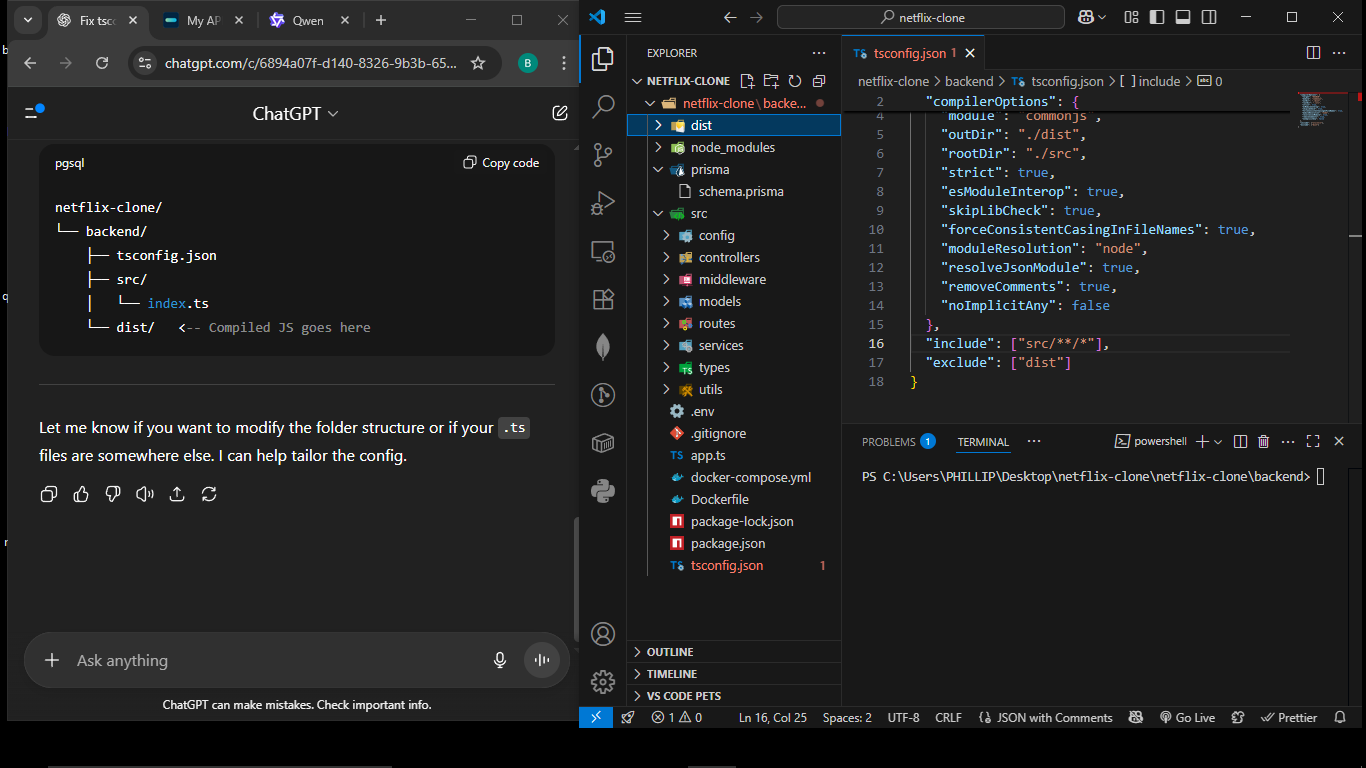 Fix tsc
My AP
Qwen
chatgpt.com/c/6894a07f-d140-8326-9b3b-65...
B
ChatGPT
pgsql
Copy code
netflix-clone/
└── backend/
├── tsconfig.json
├── src/
│   └── index.ts
└── dist/   <-- Compiled JS goes here
Let me know if you want to modify the folder structure or if your .ts
files are somewhere else. I can help tailor the config.
Ask anything
ChatGPT can make mistakes. Check important info.
netflix-clone
EXPLORER
NETFLIX-CLONE
netflix-clone \ backe...
dist
node_modules
prisma
schema.prisma
src
config
controllers
middleware
models
routes
services
types
utils
.env
.gitignore
TS app.ts
docker-compose.yml
Dockerfile
package-lock.json
package.json
TS tsconfig.json 1
OUTLINE
TIMELINE
VS CODE PETS
TS tsconfig.json 1
netflix-clone > backend > TS tsconfig.json > [ ] include > 0
2 "compilerOptions": {
4 "module": "commonjs",
5 "outDir": "./dist",
6 "rootDir": "./src",
7 "strict": true,
8 "esModuleInterop": true,
9 "skipLibCheck": true,
10 "forceConsistentCasingInFileNames": true,
11 "moduleResolution": "node",
12 "resolveJsonModule": true,
13 "removeComments": true,
14 "noImplicitAny": false
15 },
16 "include": ["src/**/*"],
17 "exclude": ["dist"]
18 }
PROBLEMS 1 TERMINAL ... powershell
PS C:\Users\PHILLIP\Desktop\netflix-clone\netflix-clone\backend>
1 0 Ln 16, Col 25 Spaces: 2 UTF-8 CRLF {} JSON with Comments Go Live Prettier